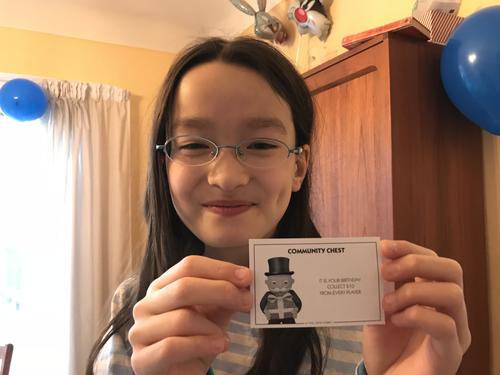 COMMUNITY CHEST
IT IS YOUR BIRTHDAY
COLLECT $10
FROM EVERY PLAYER